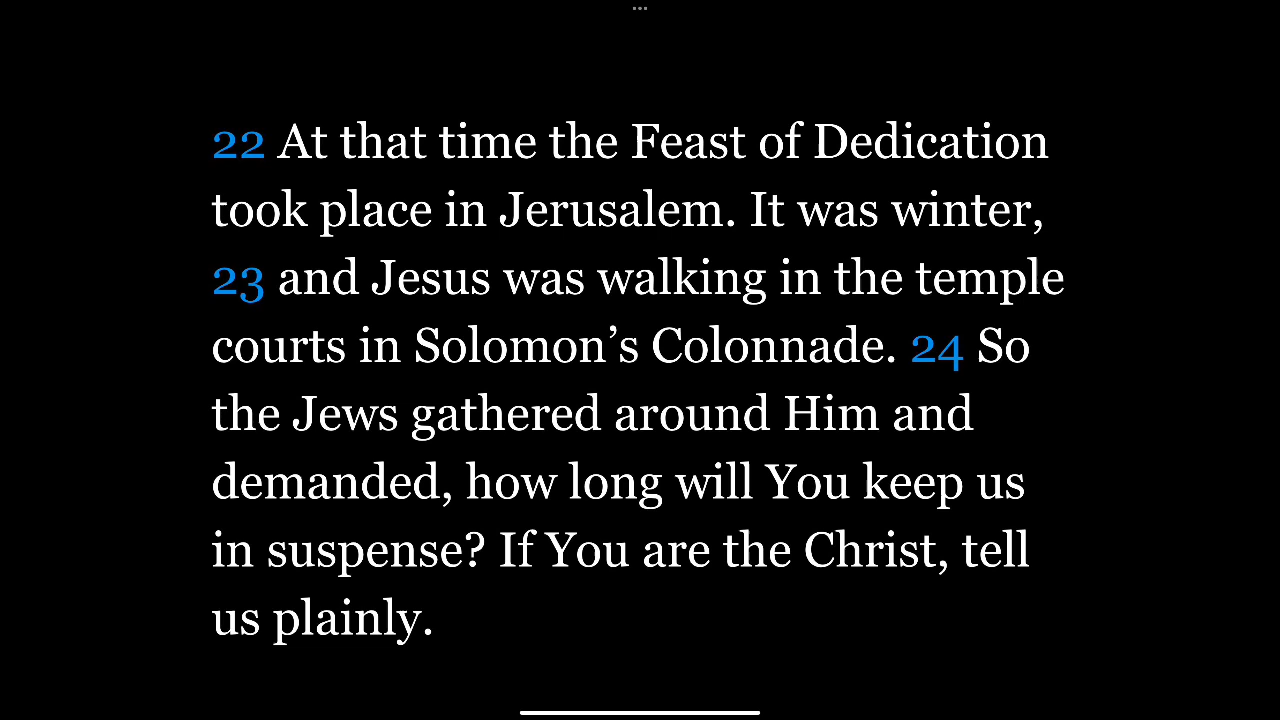 22 At that time the Feast of Dedication
took place in Jerusalem. It was winter,
23 and Jesus was walking in the temple
courts in Solomon’s Colonnade. 24 So
the Jews gathered around Him and
demanded, how long will You keep us
in suspense? If You are the Christ, tell
us plainly.